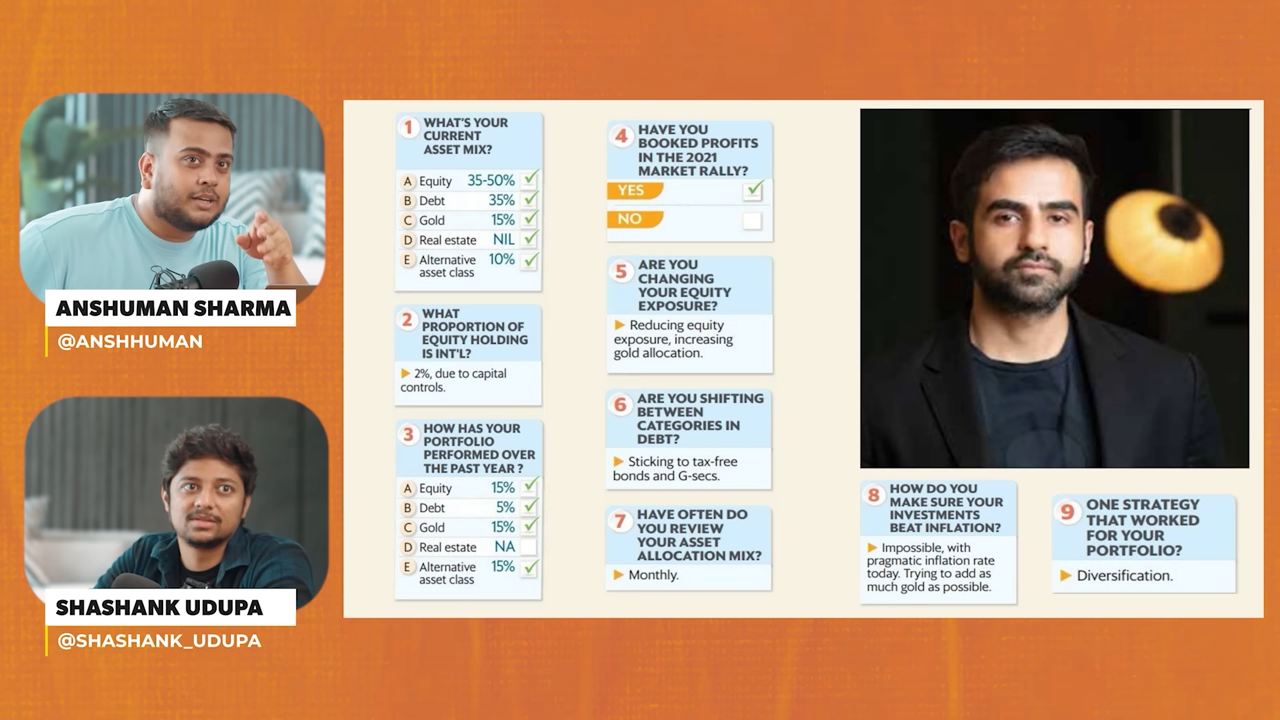 ANSHUMAN SHARMA
@ANSHHUMAN
SHASHANK UDUPA
@SHASHANK_UDUPA
1 WHAT'S YOUR
CURRENT
ASSET MIX?
A Equity 35-50%
B Debt 35%
C Gold 15%
D Real estate NIL
E Alternative 10%
asset class
2 WHAT
PROPORTION OF
EQUITY HOLDING
IS INT'L?
2%, due to capital
controls.
3 HOW HAS YOUR
PORTFOLIO
PERFORMED OVER
THE PAST YEAR ?
A Equity 15%
B Debt 5%
C Gold 15%
D Real estate NA
E Alternative 15%
asset class
4 HAVE YOU
BOOKED PROFITS
IN THE 2021
MARKET RALLY?
YES
NO
5 ARE YOU
CHANGING
YOUR EQUITY
EXPOSURE?
Reducing equity
exposure, increasing
gold allocation.
6 ARE YOU SHIFTING
BETWEEN
CATEGORIES IN
DEBT?
Sticking to tax-free
bonds and G-secs.
7 HAVE OFTEN DO
YOU REVIEW
YOUR ASSET
ALLOCATION MIX?
Monthly.
8 HOW DO YOU
MAKE SURE YOUR
INVESTMENTS
BEAT INFLATION?
Impossible, with
pragmatic inflation rate
today. Trying to add as
much gold as possible.
9 ONE STRATEGY
THAT WORKED
FOR YOUR
PORTFOLIO?
Diversification.